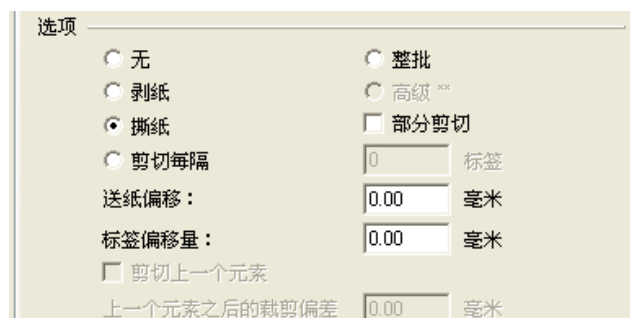 选项
无 整批
剥纸 高级 **
撕纸 部分剪切
剪切每隔 0 标签
送纸偏移： 0.00 毫米
标签偏移量： 0.00 毫米
剪切上一个元素
上一个元素之后的裁剪偏差 0.00 毫米